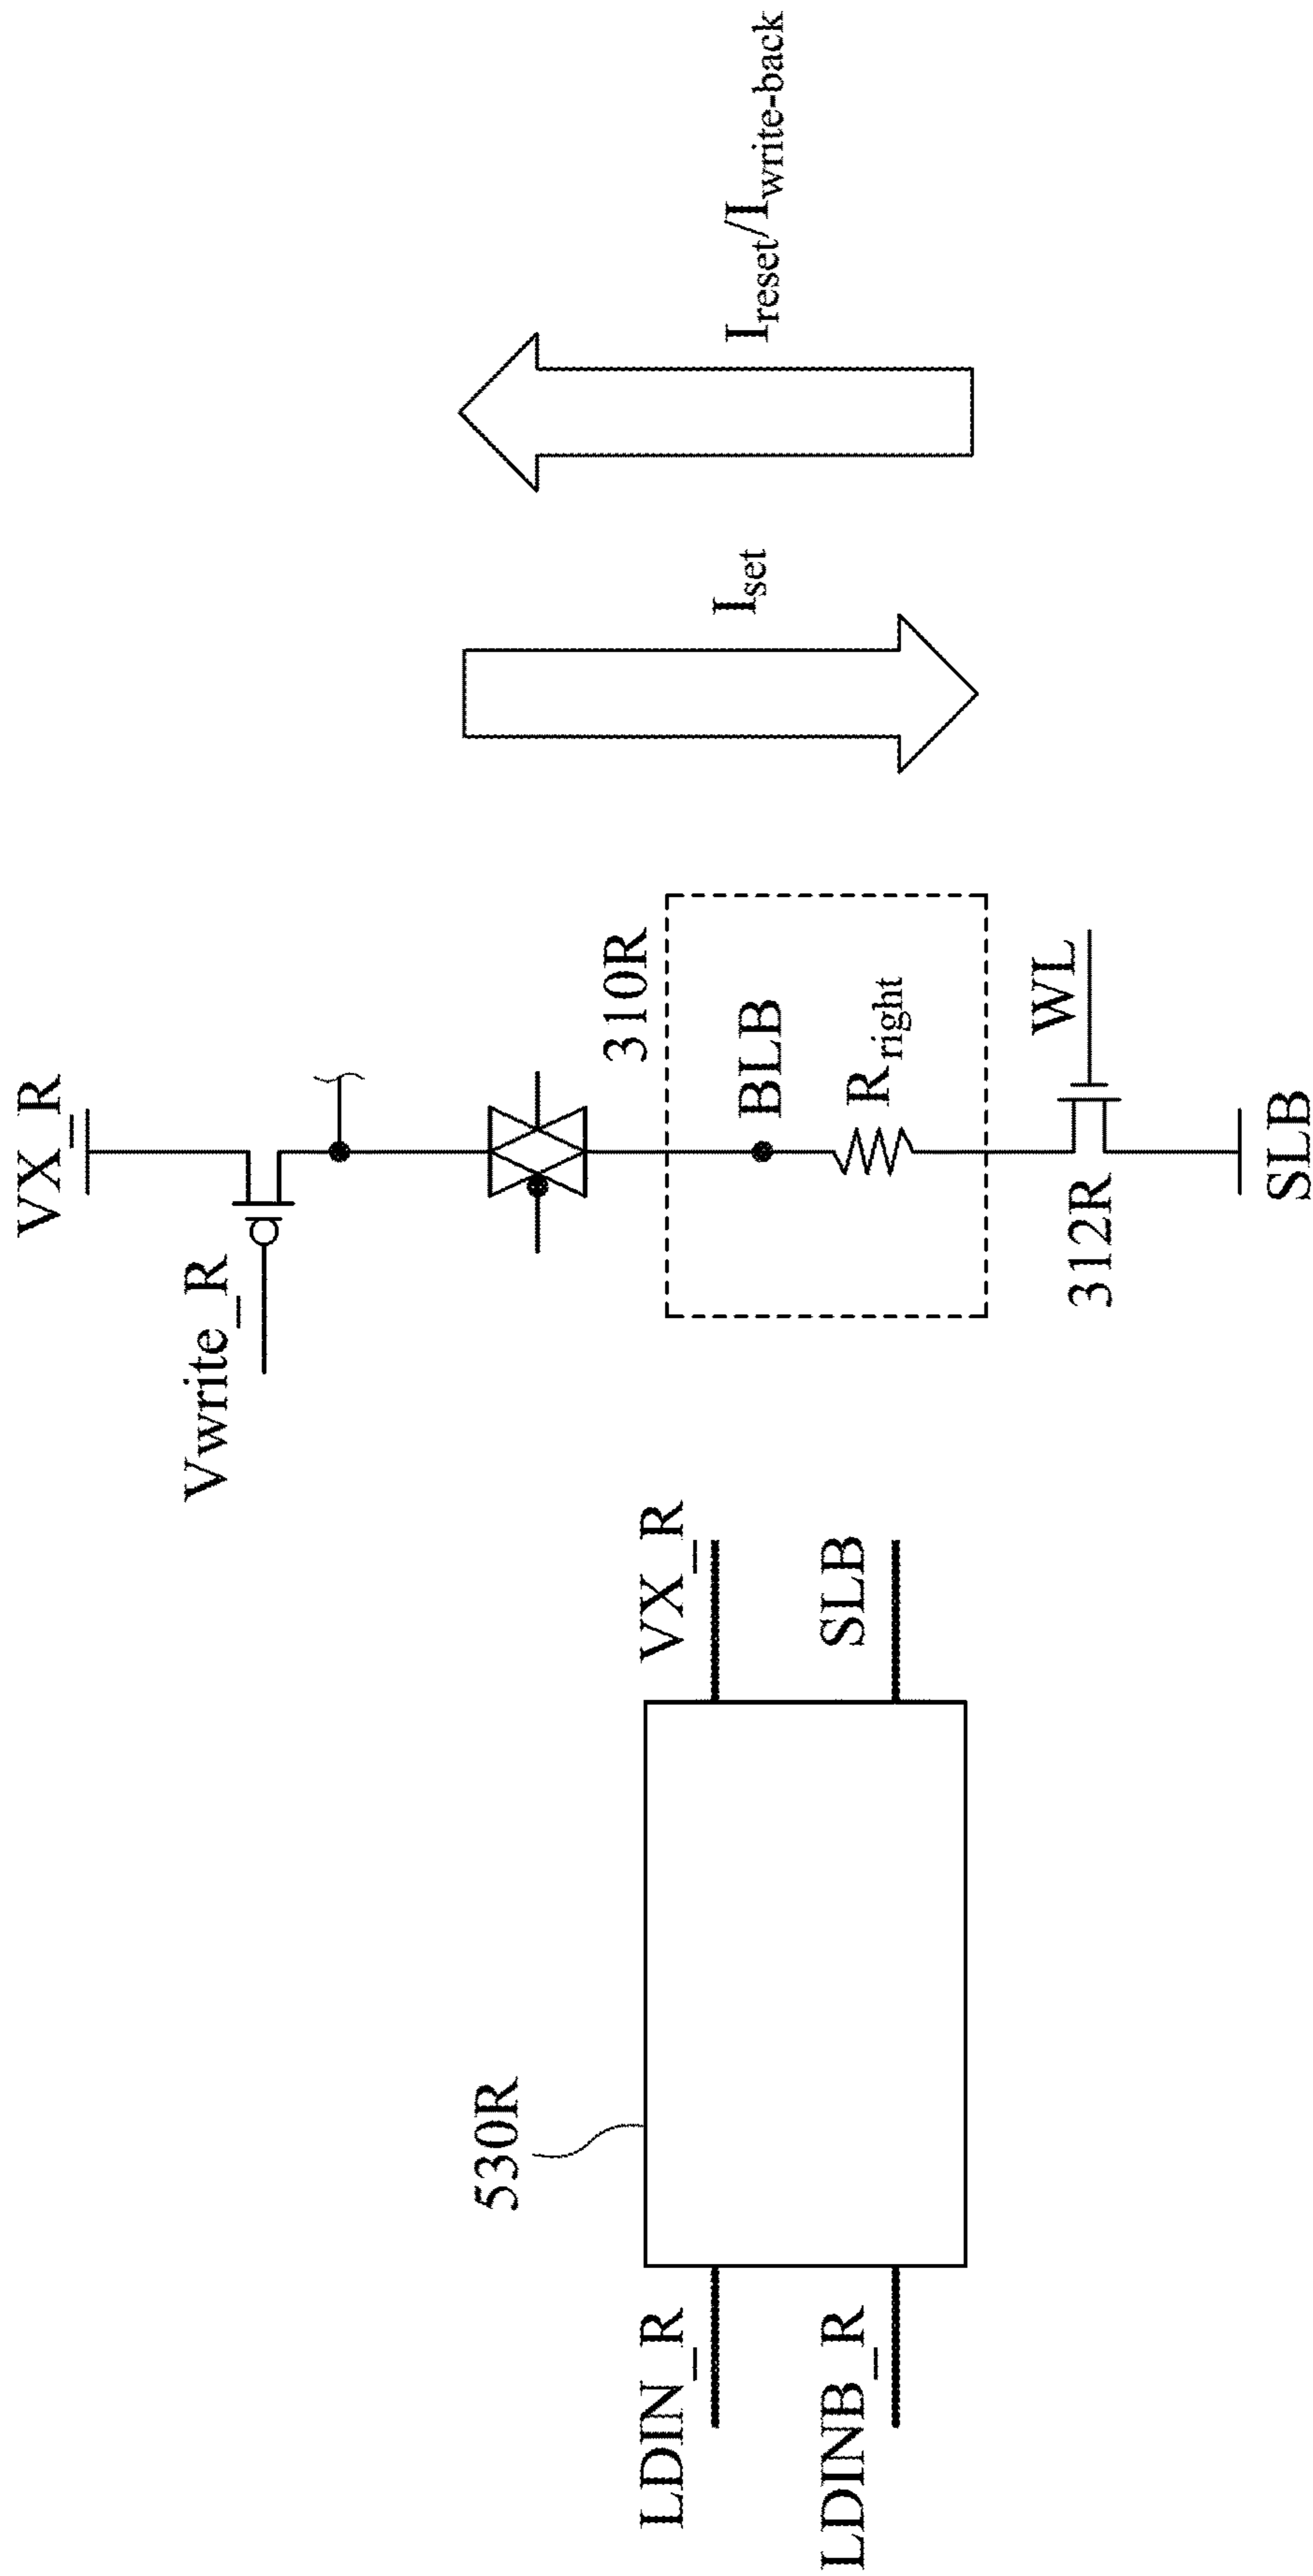 LDIN_R
LDINB_R
530R
VX_R
SLB
VX_R
Vwrite_R
310R
BLB
R_right
WL
312R
SLB
I_set
I_reset/I_write-back